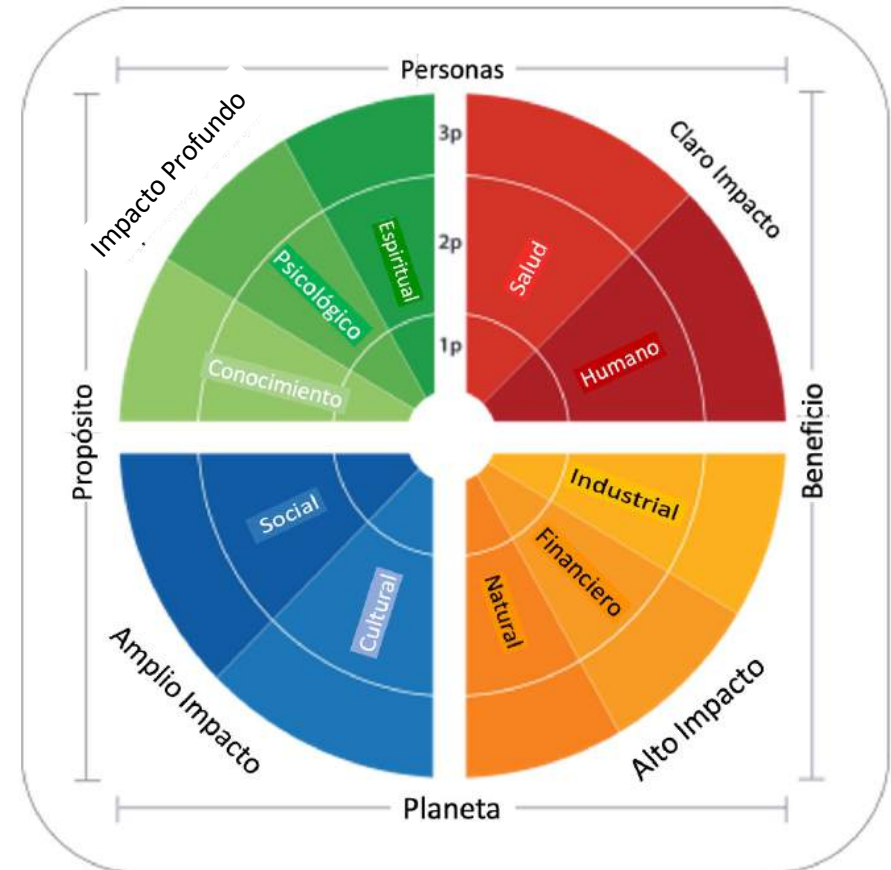 Personas
Impacto Profundo
Claro Impacto
3p
2p
1p
Espiritual
Psicológico
Conocimiento
Salud
Humano
Propósito
Beneficio
Social
Cultural
Industrial
Financiero
Natural
Amplio Impacto
Alto Impacto
Planeta